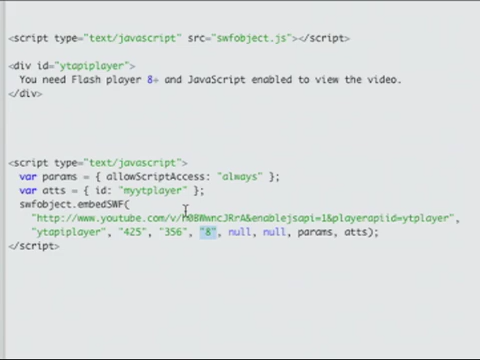 <script type="text/javascript" src="swfobject.js"></script>
<div id="ytapiplayer">
You need Flash player 8+ and JavaScript enabled to view the video.
</div>
<script type="text/javascript">
var params = { allowScriptAccess: "always" };
var atts = { id: "myytplayer" };
swfobject.embedSWF(
"http://www.youtube.com/v/ &enablejsapi=1&playerapiid=ytplayer",
"ytapiplayer", "425", "356", "8", null, null, params, atts);
</script>